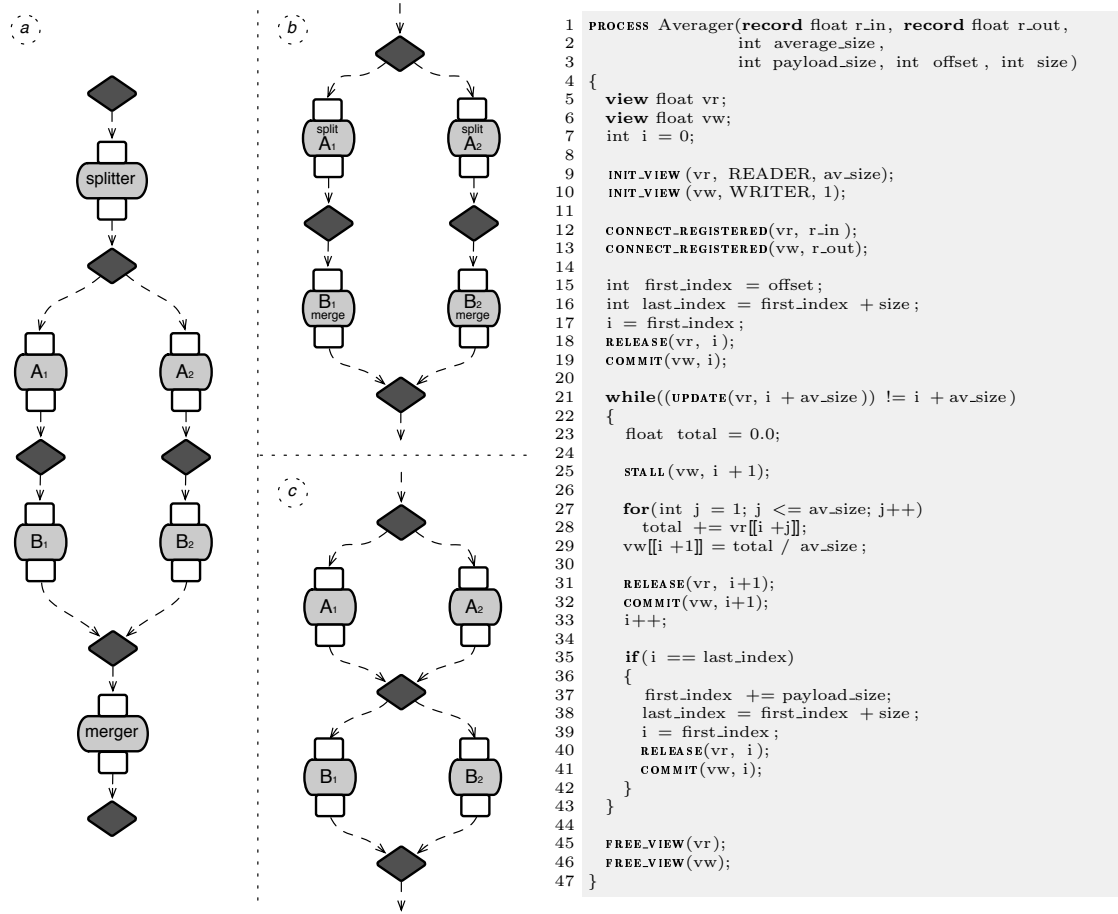 a
splitter
A1
A2
B1
B2
merger
b
split
A1
split
A2
B1
merge
B2
merge
c
A1
A2
B1
B2
1 PROCESS Averager(record float r_in, record float r_out,
2 int average_size,
3 int payload_size, int offset, int size)
4 {
5 view float vr;
6 view float vw;
7 int i = 0;
8
9 INIT_VIEW(vr, READER, av_size);
10 INIT_VIEW(vw, WRITER, 1);
11
12 CONNECT_REGISTERED(vr, r_in);
13 CONNECT_REGISTERED(vw, r_out);
14
15 int first_index = offset;
16 int last_index = first_index + size;
17 i = first_index;
18 RELEASE(vr, i);
19 COMMIT(vw, i);
20
21 while((UPDATE(vr, i + av_size)) != i + av_size)
22 {
23 float total = 0.0;
24
25 STALL(vw, i + 1);
26
27 for(int j = 1; j <= av_size; j++)
28 total += vr[[i +j]];
29 vw[[i +1]] = total / av_size;
30
31 RELEASE(vr, i+1);
32 COMMIT(vw, i+1);
33 i++;
34
35 if(i == last_index)
36 {
37 first_index += payload_size;
38 last_index = first_index + size;
39 i = first_index;
40 RELEASE(vr, i);
41 COMMIT(vw, i);
42 }
43 }
44
45 FREE_VIEW(vr);
46 FREE_VIEW(vw);
47 }